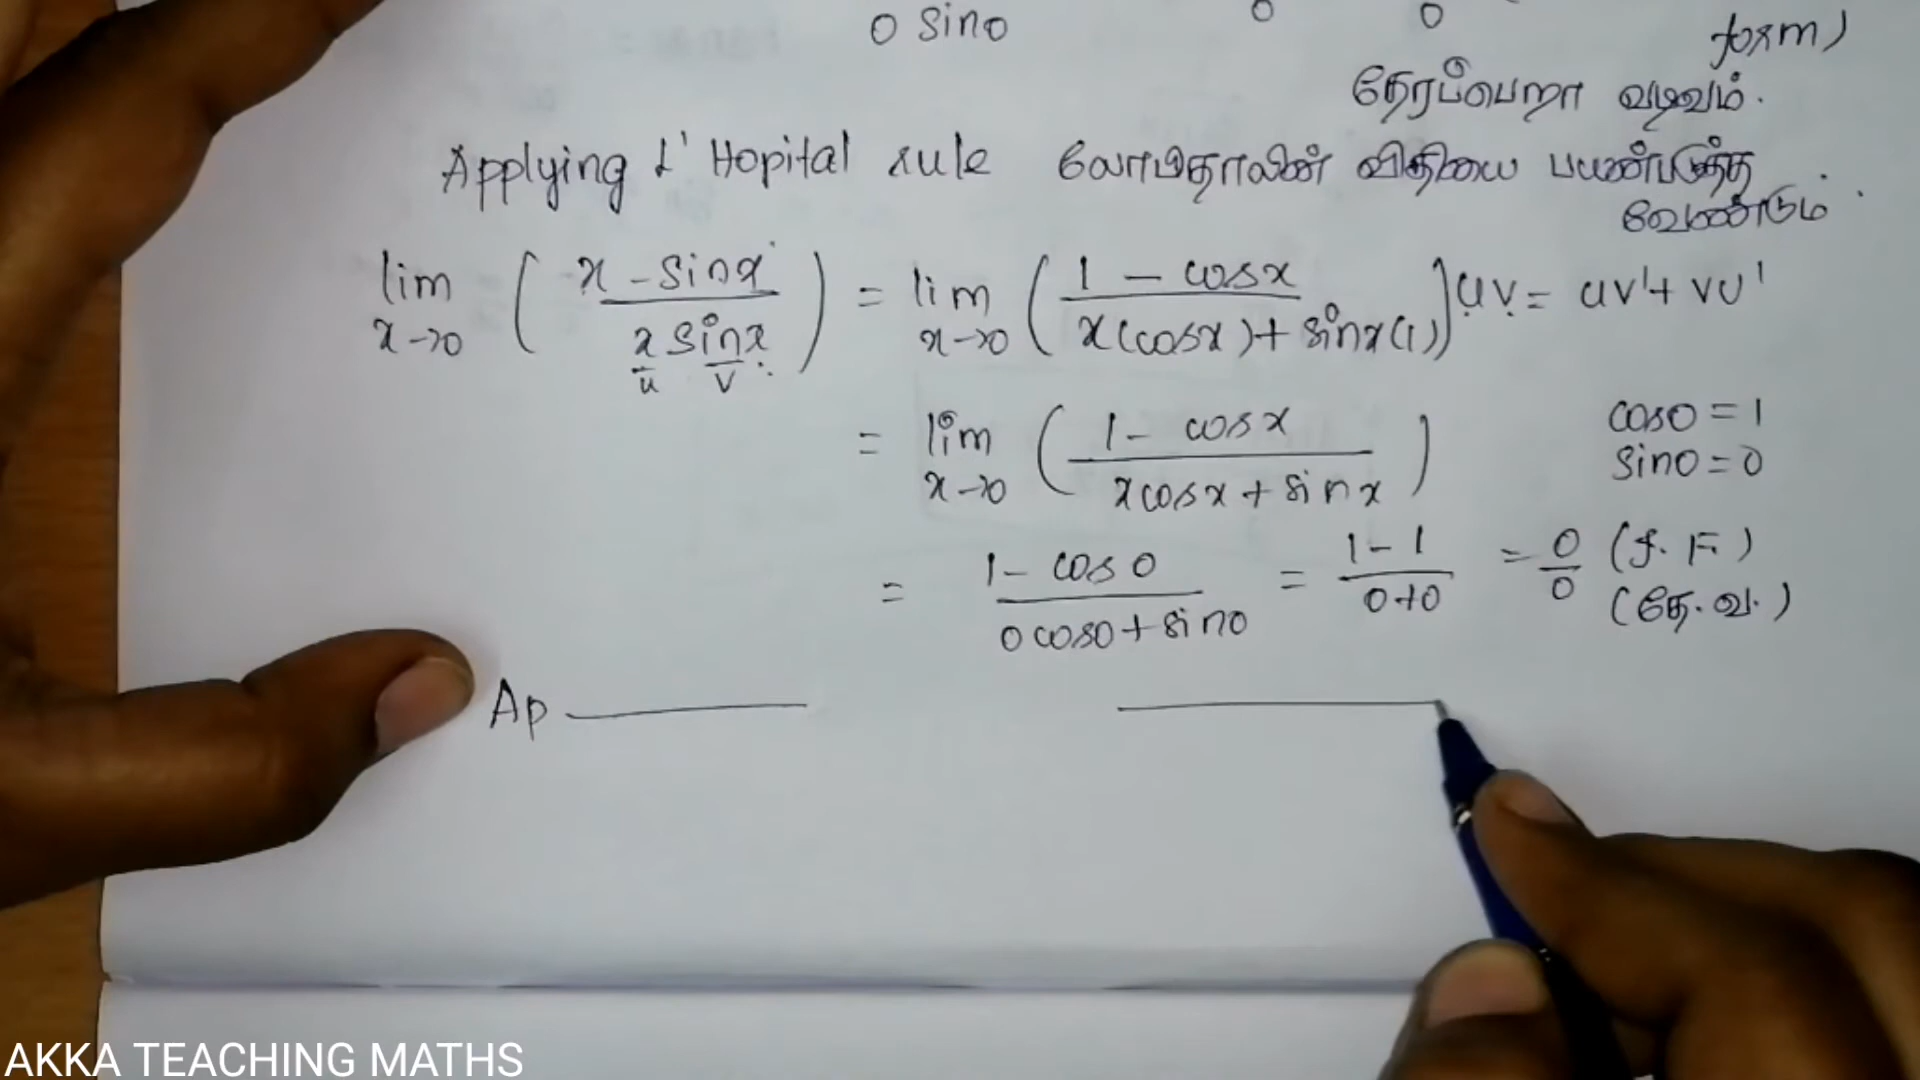 0 sin0 0 0 form)
தேரப்பெறா வடிவம்.
Applying L' Hopital rule லோபிதாலின் விதியை பயன்படுத்த
வேண்டும்
lim ( x - sinx ) = lim ( 1 - cosx ) uv = uv' + vu'
x→0 x sinx x→0 x(cosx) + sinx(1)
u v
= lim ( 1 - cosx ) cos0 = 1
x→0 xcosx + sinx sin0 = 0
= 1 - cos0 = 1 - 1 = 0 (I. F.)
0cos0 + sin0 0+0 0 (தே. வ.)
Ap
AKKA TEACHING MATHS